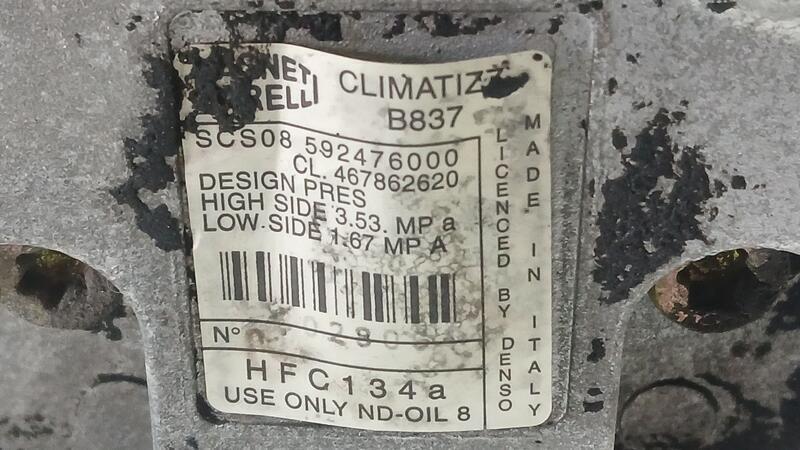 CLIMATIZ
B837
SCS08 592476000
CL. 467862620
DESIGN PRES
HIGH SIDE 3.53. MP a
LOW.SIDE 1.67 MP A
N°
HFC134a
USE ONLY ND-OIL 8
LICENCED BY DENSO
MADE IN ITALY